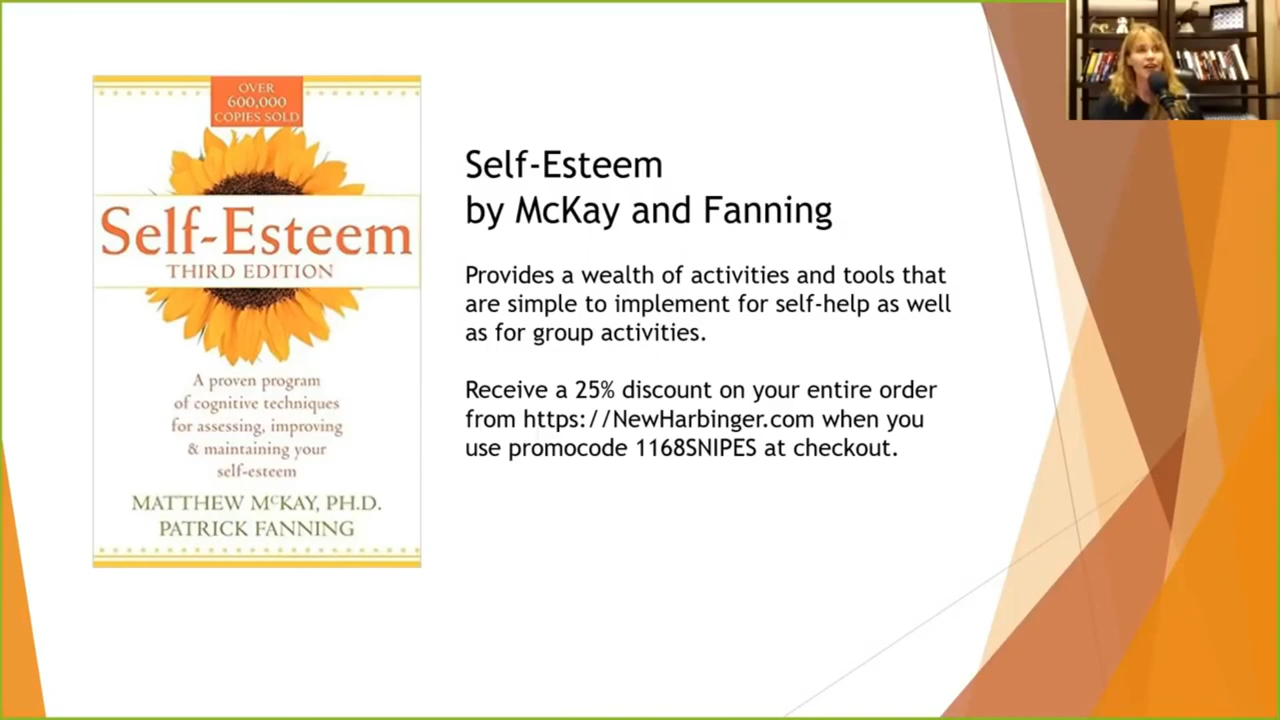 OVER
600,000
COPIES SOLD
Self-Esteem
THIRD EDITION
A proven program
of cognitive techniques
for assessing, improving
& maintaining your
self-esteem
MATTHEW McKAY, PH.D.
PATRICK FANNING
Self-Esteem
by McKay and Fanning
Provides a wealth of activities and tools that
are simple to implement for self-help as well
as for group activities.
Receive a 25% discount on your entire order
from https://NewHarbinger.com when you
use promocode 1168SNIPES at checkout.